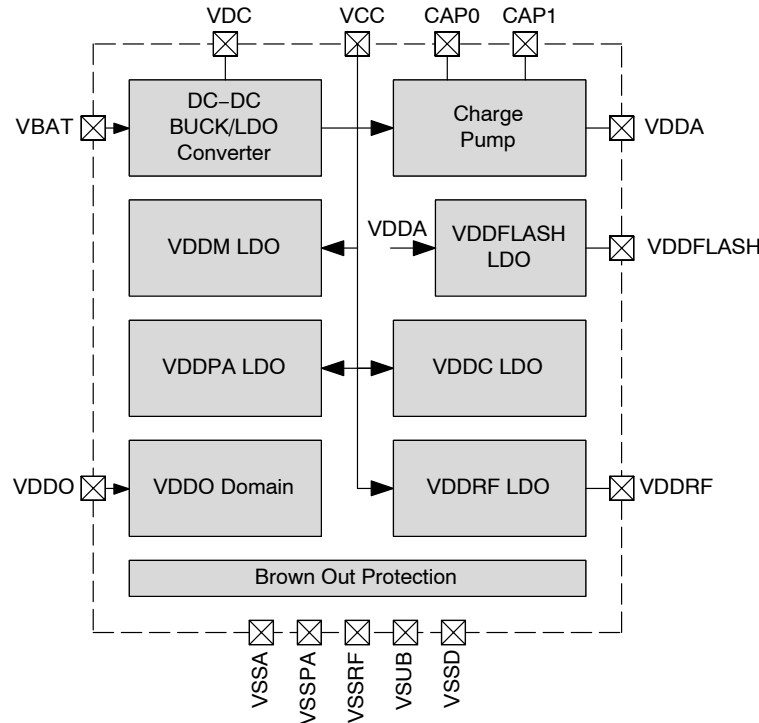 VDC
VCC
CAP0
CAP1
VBAT
DC−DC
BUCK/LDO
Converter
Charge
Pump
VDDA
VDDM LDO
VDDA
VDDFLASH
LDO
VDDFLASH
VDDPA LDO
VDDC LDO
VDDO
VDDO Domain
VDDRF LDO
VDDRF
Brown Out Protection
VSSA
VSSPA
VSSRF
VSUB
VSSD